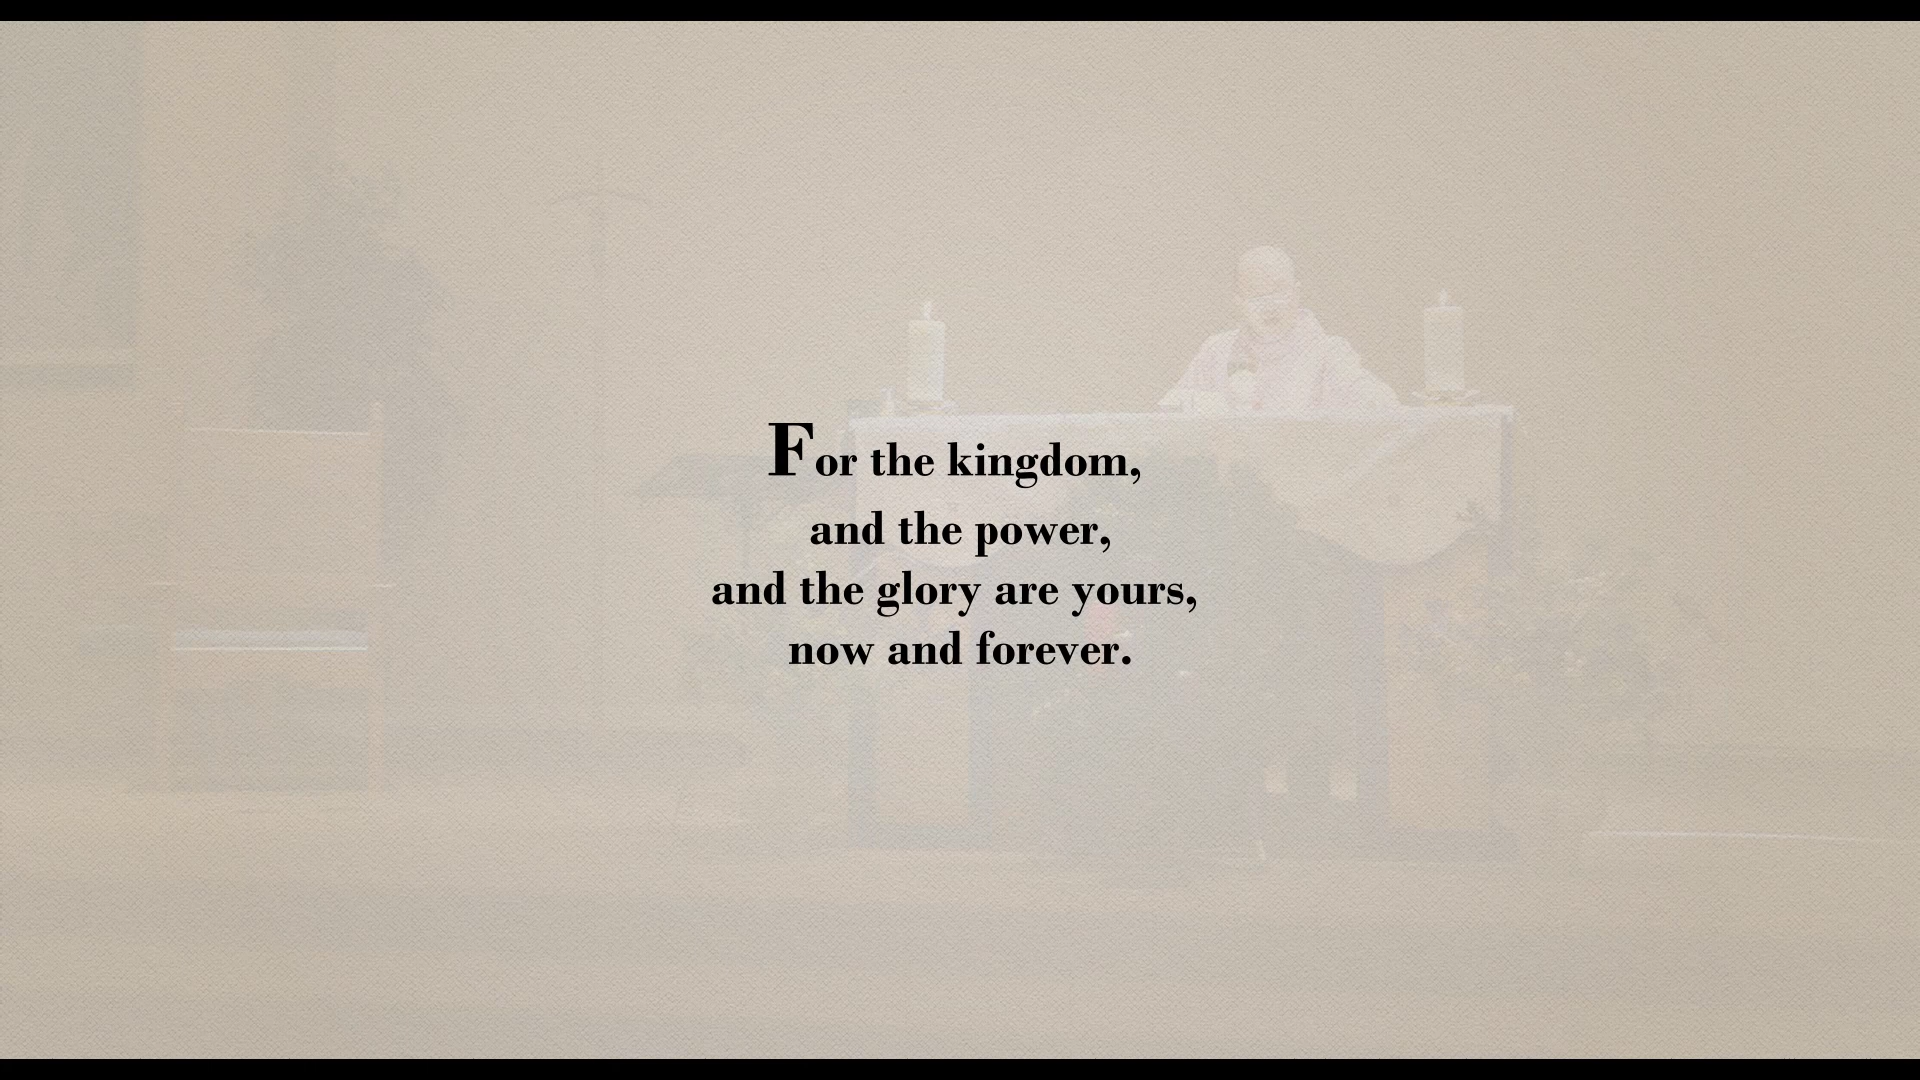 For the kingdom,
and the power,
and the glory are yours,
now and forever.